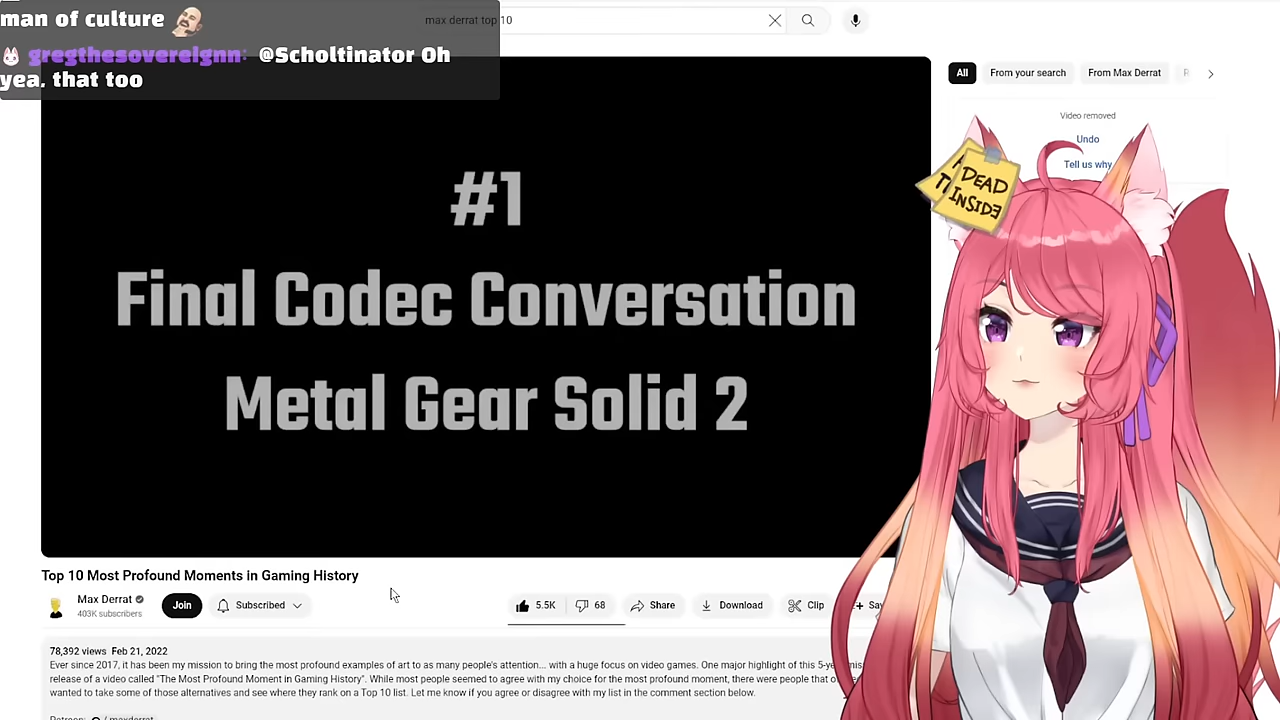 man of culture
gregthesovereignn: @Scholtinator Oh
yea, that too
max derrat top 10
All
From your search
From Max Derrat
Video removed
Undo
Tell us why
DEAD
INSIDE
#1
Final Codec Conversation
Metal Gear Solid 2
Top 10 Most Profound Moments in Gaming History
Max Derrat
403K subscribers
Join
Subscribed
5.5K
68
Share
Download
Clip
78,392 views Feb 21, 2022
Ever since 2017, it has been my mission to bring the most profound examples of art to as many people's attention... with a huge focus on video games. One major highlight of this 5-ye
release of a video called "The Most Profound Moment in Gaming History". While most people seemed to agree with my choice for the most profound moment, there were people that
wanted to take some of those alternatives and see where they rank on a Top 10 list. Let me know if you agree or disagree with my list in the comment section below.